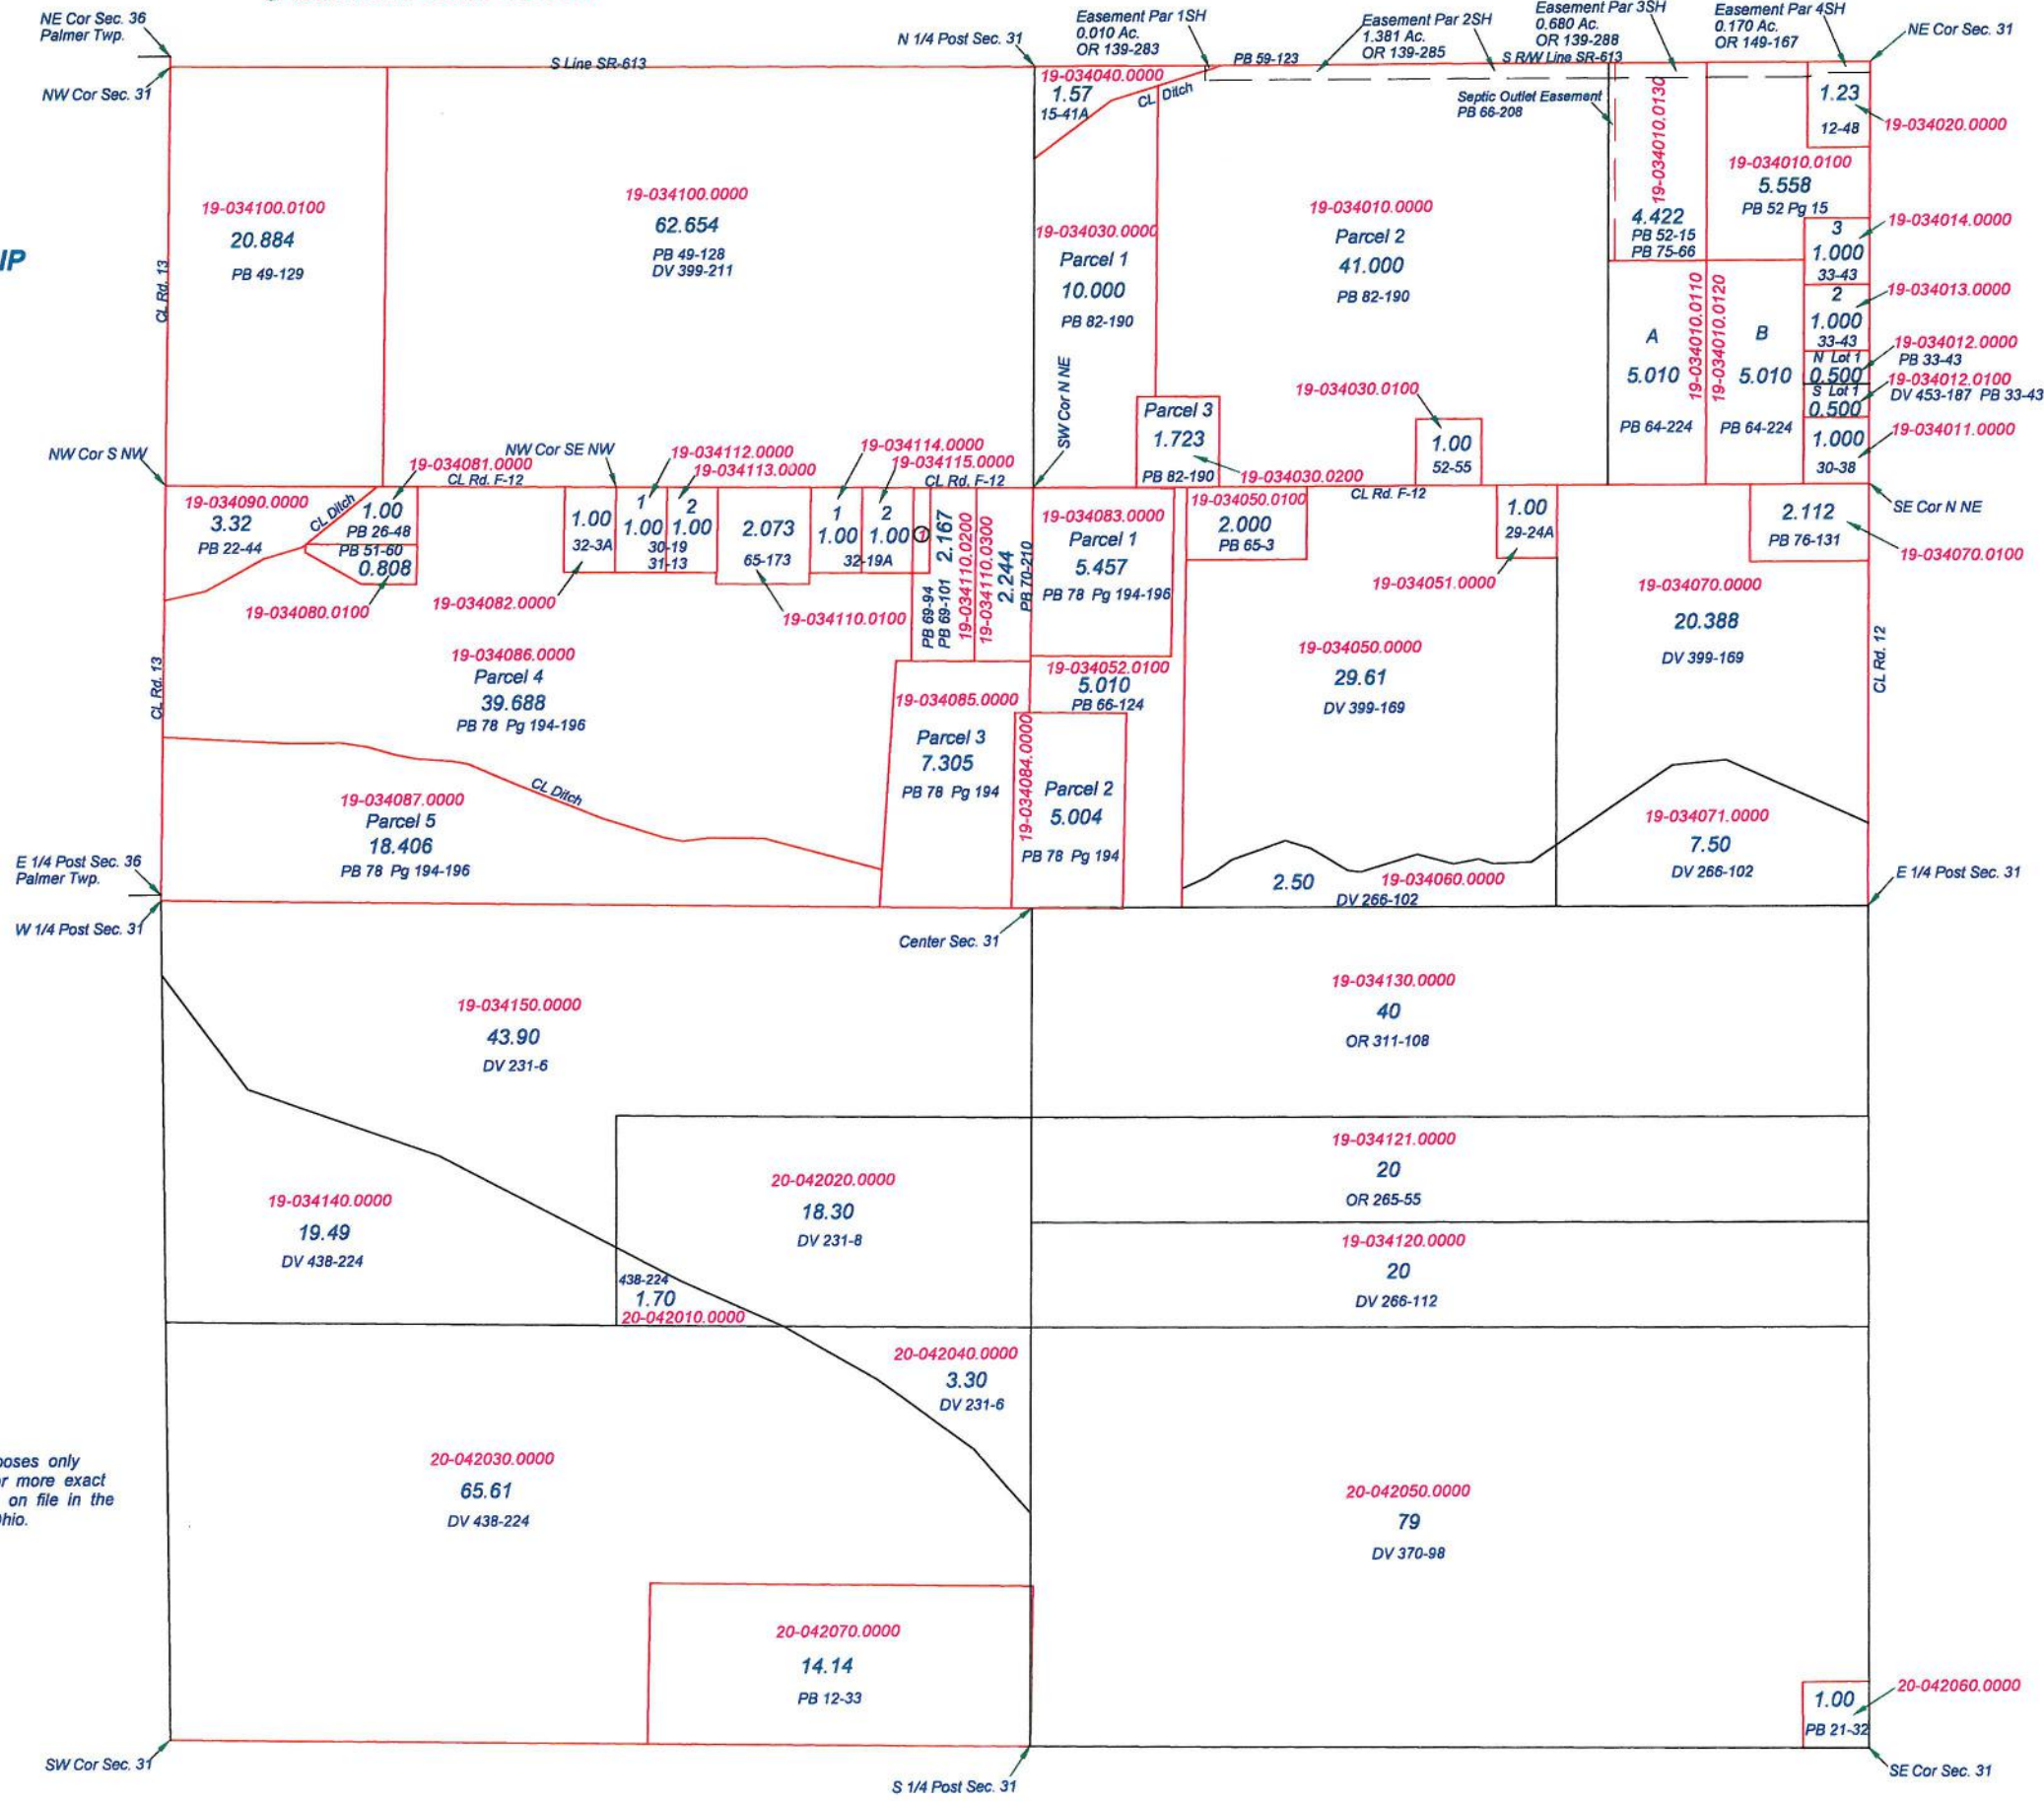 NE Cor Sec. 36
Palmer Twp.
NW Cor Sec. 31
S Line SR-613
N 1/4 Post Sec. 31
Easement Par 1SH
0.010 Ac.
OR 139-283
PB 59-123
Easement Par 2SH
1.381 Ac.
OR 139-285
Easement Par 3SH
0.680 Ac.
OR 139-288
S R/W Line SR-613
Easement Par 4SH
0.170 Ac.
OR 149-167
NE Cor Sec. 31
19-034040.0000
1.57
15-41A
CL Ditch
Septic Outlet Easement
PB 66-208
19-034010.0130
4.422
PB 52-15
PB 75-66
1.23
12-48
19-034020.0000
19-034010.0100
5.558
PB 52 Pg 15
IP
CL Rd. 13
19-034100.0100
20.884
PB 49-129
19-034100.0000
62.654
PB 49-128
DV 399-211
19-034030.0000
Parcel 1
10.000
PB 82-190
19-034010.0000
Parcel 2
41.000
PB 82-190
3
1.000
33-43
19-034014.0000
2
1.000
33-43
19-034013.0000
N Lot 1
0.500
19-034012.0000
PB 33-43
S Lot 1
0.500
19-034012.0100
DV 453-187 PB 33-43
1.000
30-38
19-034011.0000
A
5.010
PB 64-224
19-034010.0110
19-034010.0120
B
5.010
PB 64-224
SW Cor N NE
Parcel 3
1.723
PB 82-190
19-034030.0200
19-034030.0100
1.00
52-55
NW Cor S NW
19-034081.0000
CL Rd. F-12
NW Cor SE NW
19-034112.0000
19-034113.0000
19-034114.0000
19-034115.0000
CL Rd. F-12
CL Rd. F-12
SE Cor N NE
19-034090.0000
3.32
PB 22-44
CL Ditch
1.00
PB 26-48
PB 51-60
0.808
19-034080.0100
1.00
32-3A
19-034082.0000
1
1.00
2
1.00
30-19
31-13
2.073
65-173
19-034110.0100
1
1.00
2
1.00
32-19A
1
PB 69-94
PB 69-101
2.167
19-034110.0200
19-034110.0300
2.244
PB 70-210
19-034083.0000
Parcel 1
5.457
PB 78 Pg 194-196
19-034050.0100
2.000
PB 65-3
1.00
29-24A
19-034051.0000
2.112
PB 76-131
19-034070.0100
CL Rd. 13
19-034086.0000
Parcel 4
39.688
PB 78 Pg 194-196
19-034085.0000
Parcel 3
7.305
PB 78 Pg 194
19-034052.0100
5.010
PB 66-124
19-034084.0000
Parcel 2
5.004
PB 78 Pg 194
19-034050.0000
29.61
DV 399-169
19-034070.0000
20.388
DV 399-169
CL Rd. 12
CL Ditch
19-034087.0000
Parcel 5
18.406
PB 78 Pg 194-196
2.50
19-034060.0000
DV 266-102
19-034071.0000
7.50
DV 266-102
E 1/4 Post Sec. 36
Palmer Twp.
W 1/4 Post Sec. 31
Center Sec. 31
E 1/4 Post Sec. 31
19-034150.0000
43.90
DV 231-6
19-034130.0000
40
OR 311-108
19-034121.0000
20
OR 265-55
19-034140.0000
19.49
DV 438-224
20-042020.0000
18.30
DV 231-8
438-224
1.70
20-042010.0000
19-034120.0000
20
DV 266-112
20-042040.0000
3.30
DV 231-6
oses only
r more exact
on file in the
hio.
20-042030.0000
65.61
DV 438-224
20-042050.0000
79
DV 370-98
20-042070.0000
14.14
PB 12-33
1.00
PB 21-32
20-042060.0000
SW Cor Sec. 31
S 1/4 Post Sec. 31
SE Cor Sec. 31